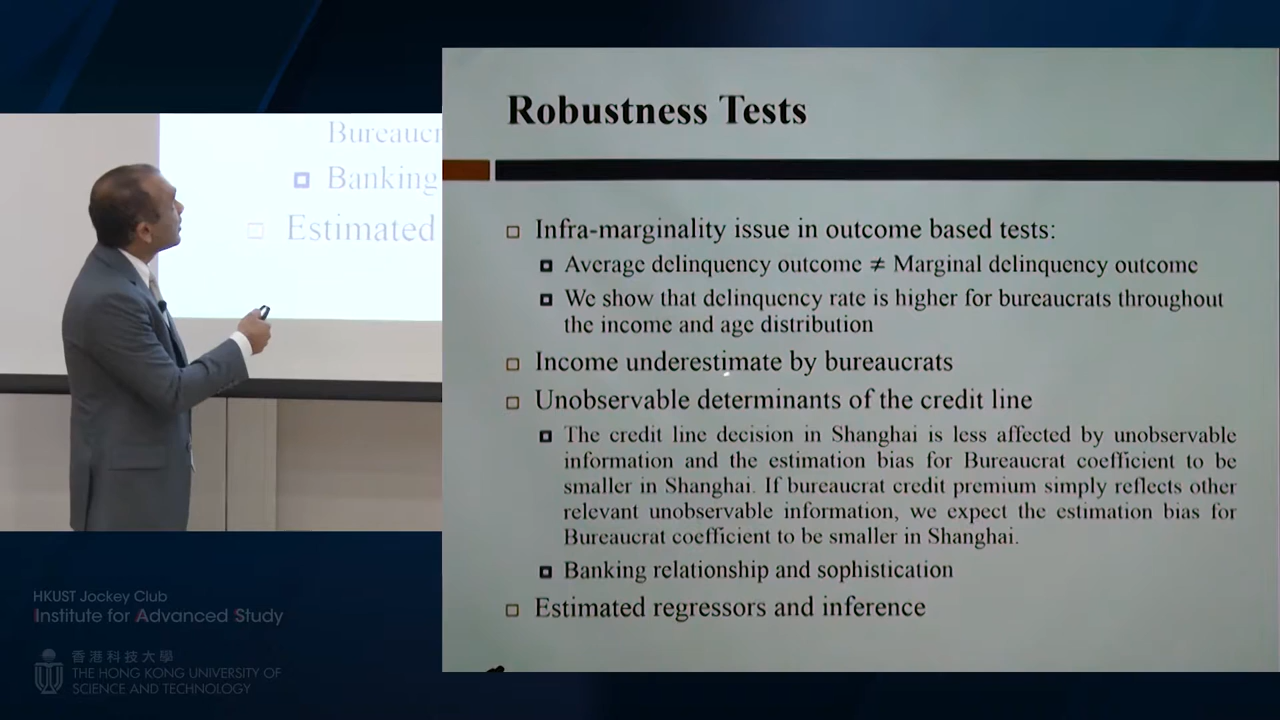 Robustness Tests
Infra-marginality issue in outcome based tests:
Average delinquency outcome ≠ Marginal delinquency outcome
We show that delinquency rate is higher for bureaucrats throughout
the income and age distribution
Income underestimate by bureaucrats
Unobservable determinants of the credit line
The credit line decision in Shanghai is less affected by unobservable
information and the estimation bias for Bureaucrat coefficient to be
smaller in Shanghai. If bureaucrat credit premium simply reflects other
relevant unobservable information, we expect the estimation bias for
Bureaucrat coefficient to be smaller in Shanghai.
Banking relationship and sophistication
Estimated regressors and inference
Bureaucr
Banking
Estimated
HKUST Jockey Club
Institute for Advanced Study
香港科技大學
THE HONG KONG UNIVERSITY OF
SCIENCE AND TECHNOLOGY